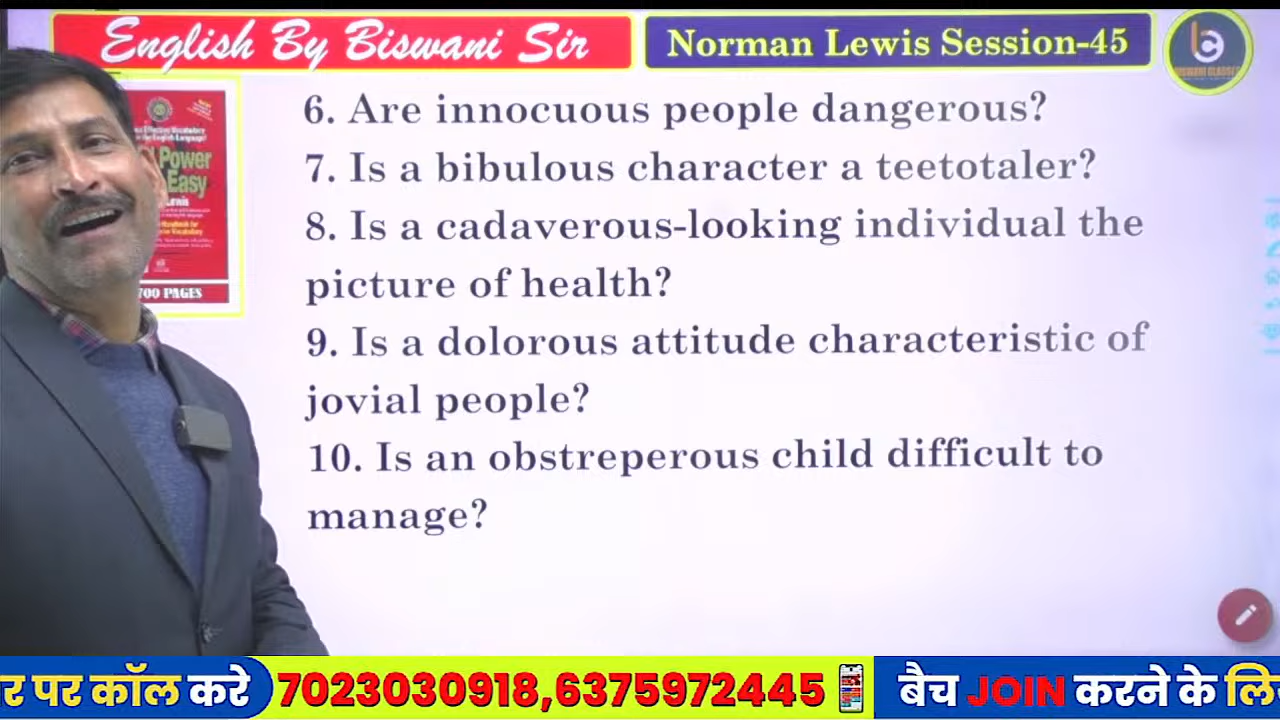 English By Biswani Sir
Norman Lewis Session-45
Power
Easy
Lewis
700 PAGES
6. Are innocuous people dangerous?
7. Is a bibulous character a teetotaler?
8. Is a cadaverous-looking individual the
picture of health?
9. Is a dolorous attitude characteristic of
jovial people?
10. Is an obstreperous child difficult to
manage?
र पर कॉल करे 7023030918,6375972445 बैच JOIN करने के लि